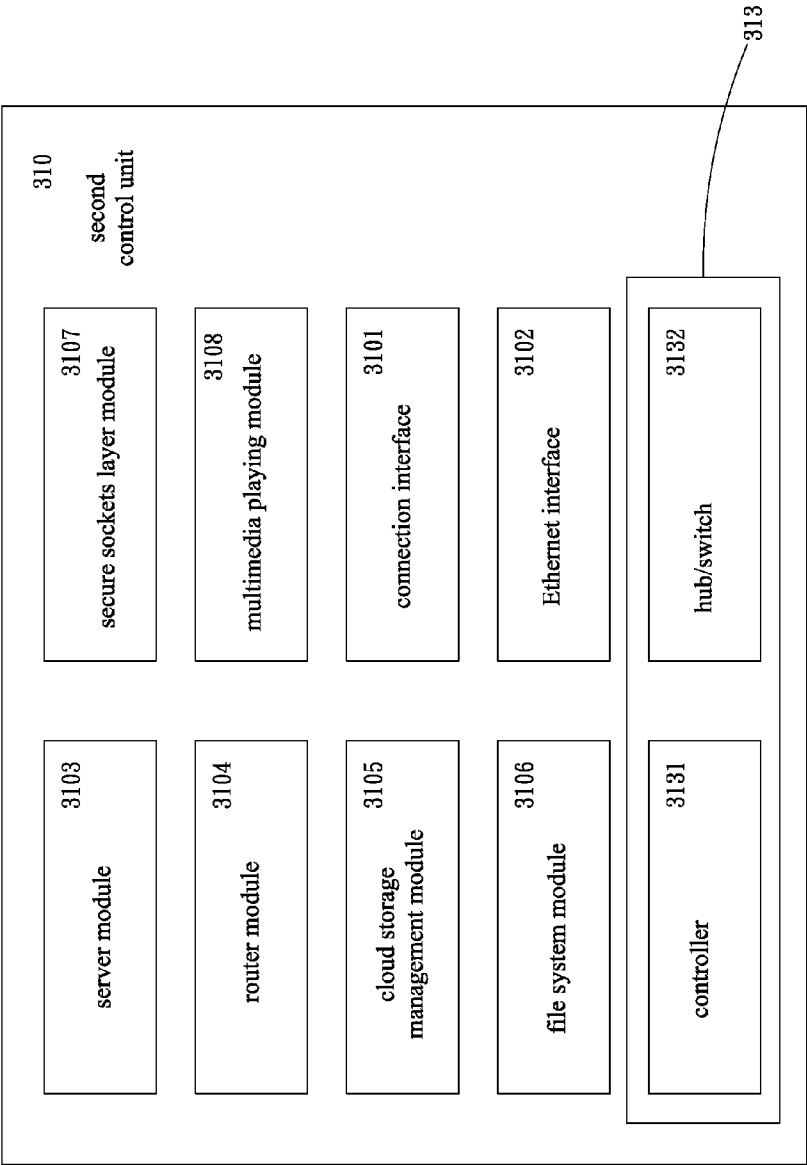 310
second
control unit
3103
server module
3107
secure sockets layer module
3104
router module
3108
multimedia playing module
3105
cloud storage
management module
3101
connection interface
3106
file system module
3102
Ethernet interface
3131
controller
3132
hub/switch
313